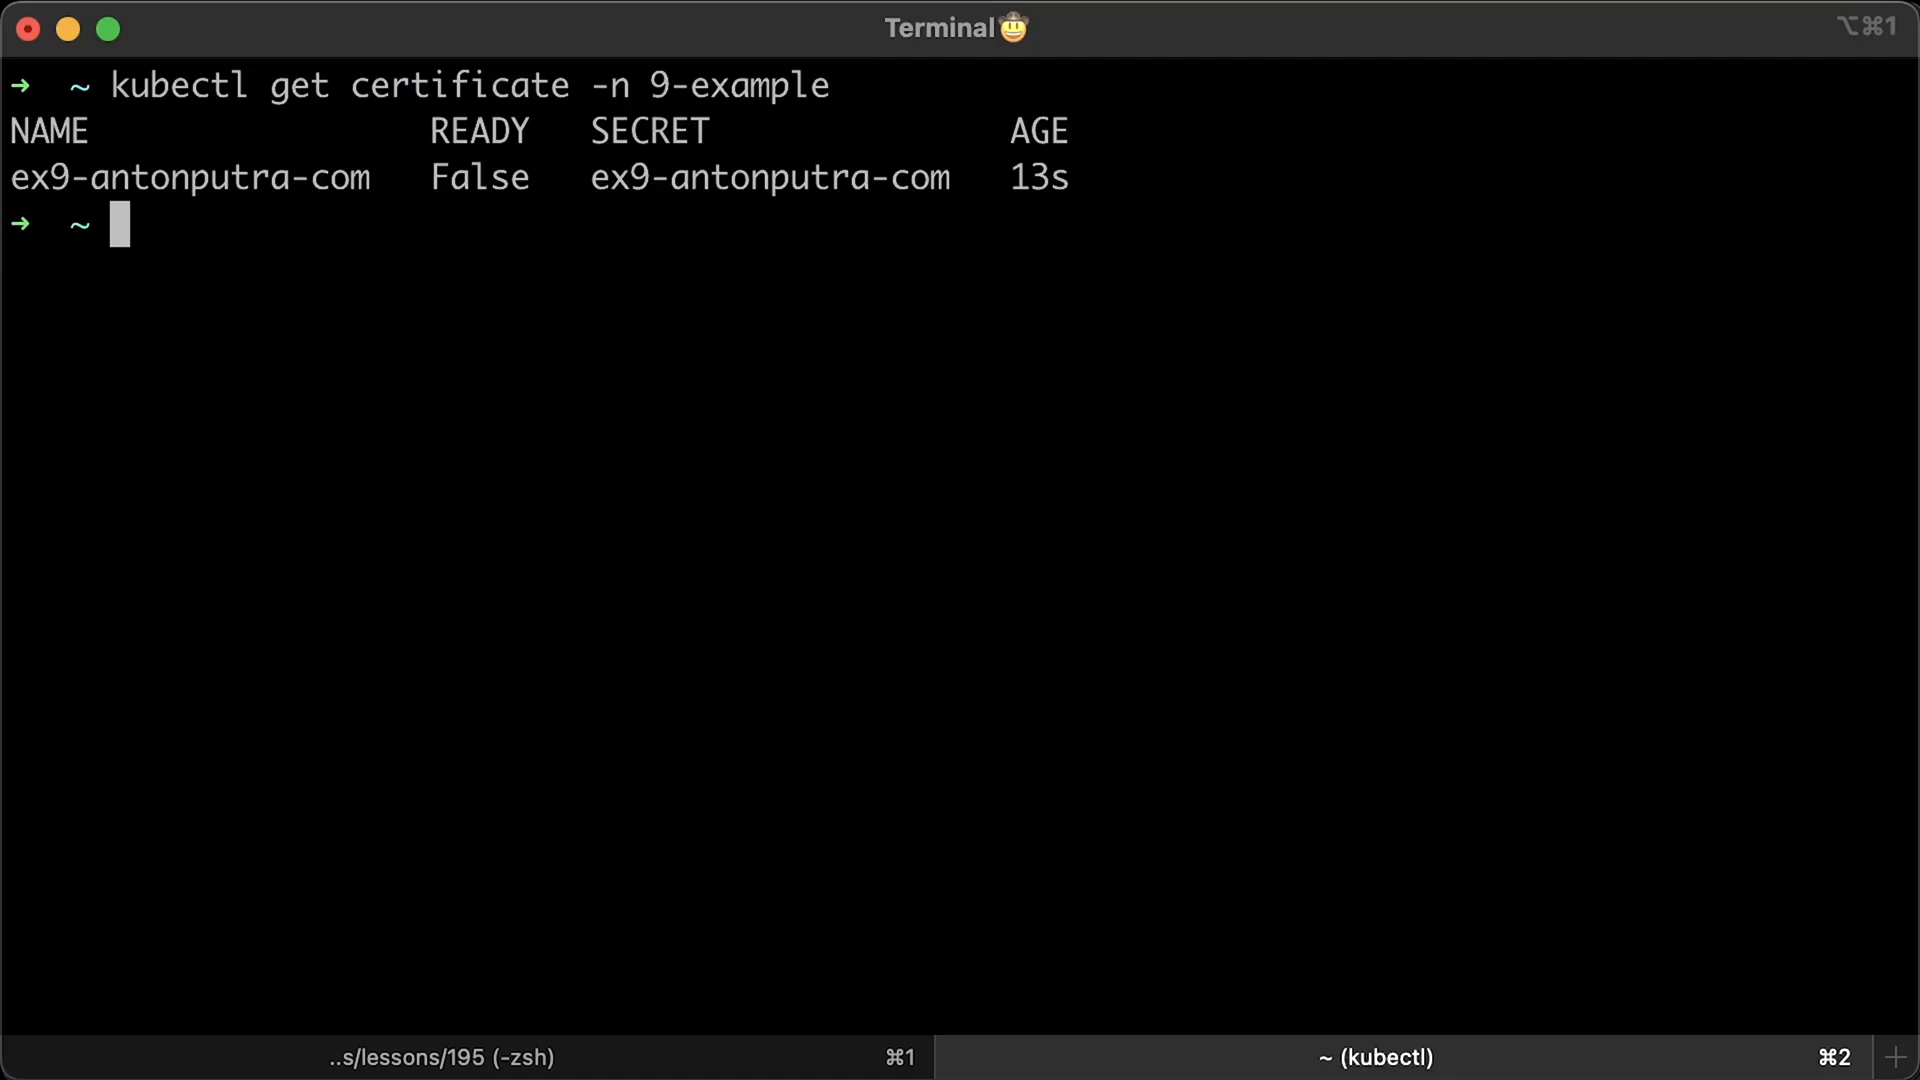 Terminal🤠
⌥⌘1
➜ ~ kubectl get certificate -n 9-example
NAME READY SECRET AGE
ex9-antonputra-com False ex9-antonputra-com 13s
➜ ~
..s/lessons/195 (-zsh) ⌘1
~ (kubectl) ⌘2